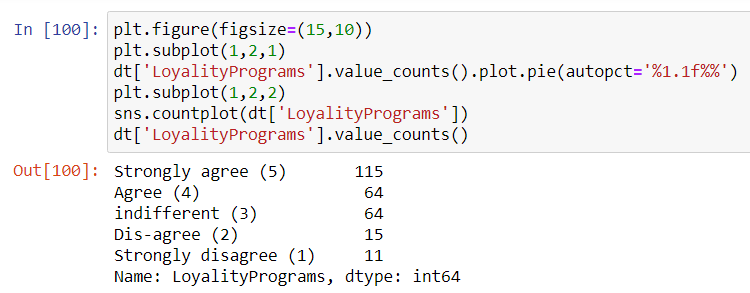 In [100]: plt.figure(figsize=(15,10))
plt.subplot(1,2,1)
dt['LoyalityPrograms'].value_counts().plot.pie(autopct='%1.1f%%')
plt.subplot(1,2,2)
sns.countplot(dt['LoyalityPrograms'])
dt['LoyalityPrograms'].value_counts()
Out[100]: Strongly agree (5) 115
Agree (4) 64
indifferent (3) 64
Dis-agree (2) 15
Strongly disagree (1) 11
Name: LoyalityPrograms, dtype: int64